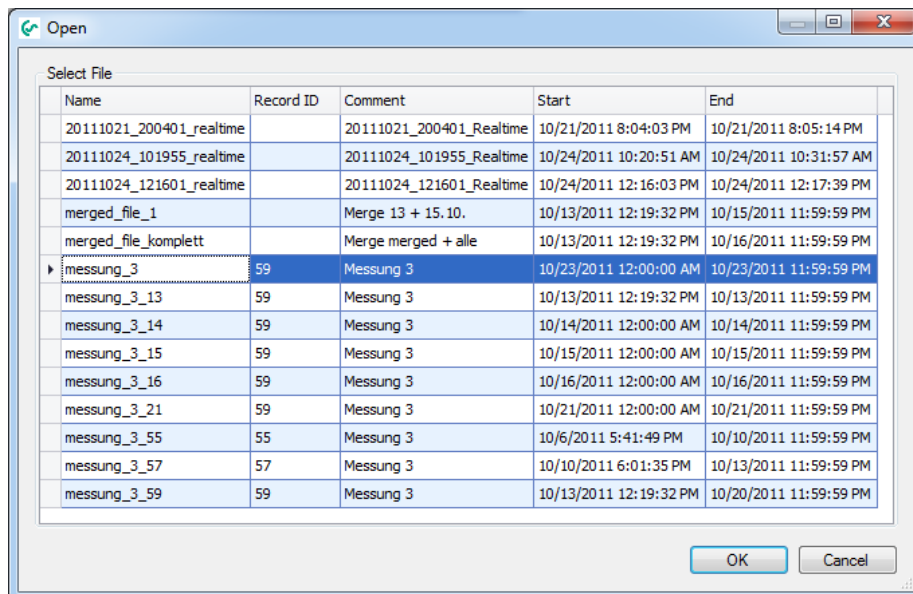 Open
Select File
Name Record ID Comment Start End
20111021_200401_realtime 20111021_200401_Realtime 10/21/2011 8:04:03 PM 10/21/2011 8:05:14 PM
20111024_101955_realtime 20111024_101955_Realtime 10/24/2011 10:20:51 AM 10/24/2011 10:31:57 AM
20111024_121601_realtime 20111024_121601_Realtime 10/24/2011 12:16:03 PM 10/24/2011 12:17:39 PM
merged_file_1 Merge 13 + 15.10. 10/13/2011 12:19:32 PM 10/15/2011 11:59:59 PM
merged_file_komplett Merge merged + alle 10/13/2011 12:19:32 PM 10/16/2011 11:59:59 PM
messung_3 59 Messung 3 10/23/2011 12:00:00 AM 10/23/2011 11:59:59 PM
messung_3_13 59 Messung 3 10/13/2011 12:19:32 PM 10/13/2011 11:59:59 PM
messung_3_14 59 Messung 3 10/14/2011 12:00:00 AM 10/14/2011 11:59:59 PM
messung_3_15 59 Messung 3 10/15/2011 12:00:00 AM 10/15/2011 11:59:59 PM
messung_3_16 59 Messung 3 10/16/2011 12:00:00 AM 10/16/2011 11:59:59 PM
messung_3_21 59 Messung 3 10/21/2011 12:00:00 AM 10/21/2011 11:59:59 PM
messung_3_55 55 Messung 3 10/6/2011 5:41:49 PM 10/10/2011 11:59:59 PM
messung_3_57 57 Messung 3 10/10/2011 6:01:35 PM 10/13/2011 11:59:59 PM
messung_3_59 59 Messung 3 10/13/2011 12:19:32 PM 10/20/2011 11:59:59 PM
OK Cancel